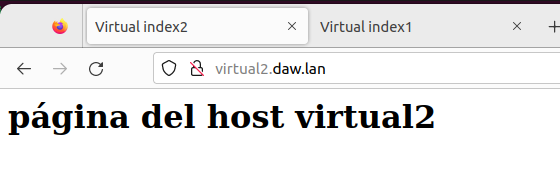 Virtual index2
Virtual index1
virtual2.daw.lan
página del host virtual2